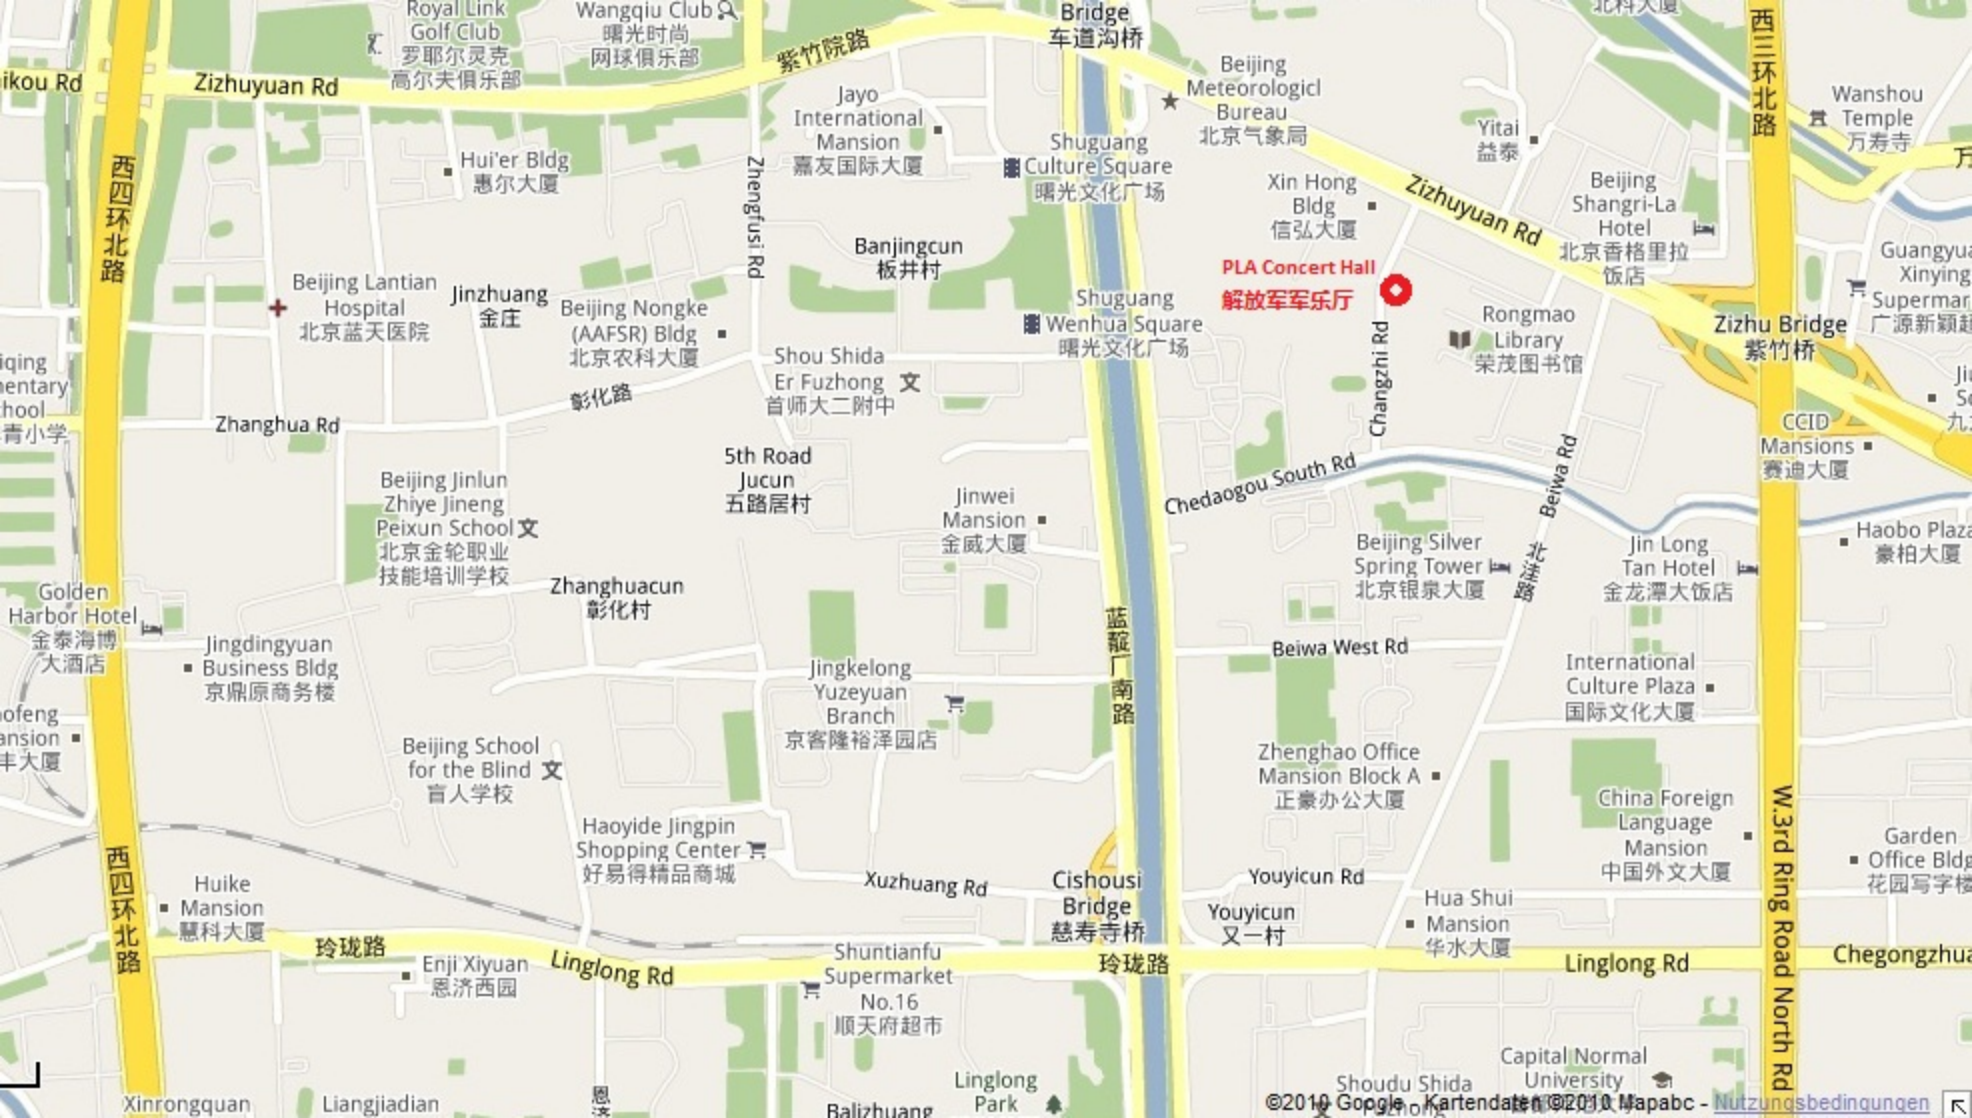 Royal Link
Golf Club
罗耶尔灵克
高尔夫俱乐部
Wangqiu Club
曙光时尚
网球俱乐部
紫竹院路
Bridge
车道沟桥
西三环北路
ikou Rd
Zizhuyuan Rd
Beijing
Meteorologicl
Bureau
北京气象局
Wanshou
Temple
万寿寺
Jayo
International
Mansion
嘉友国际大厦
Yitai
益泰
西四环北路
Hui'er Bldg
惠尔大厦
Zhengfusi Rd
Shuguang
Culture Square
曙光文化广场
Xin Hong
Bldg
信弘大厦
Zizhuyuan Rd
Beijing
Shangri-La
Hotel
北京香格里拉
饭店
Banjingcun
板井村
Guangyua
Xinying
Supermar
广源新颖超
PLA Concert Hall
解放军军乐厅
Beijing Lantian
Hospital
北京蓝天医院
Jinzhuang
金庄
Beijing Nongke
(AAFSR) Bldg
北京农科大厦
Shuguang
Wenhua Square
曙光文化广场
Changzhi Rd
Rongmao
Library
荣茂图书馆
Zizhu Bridge
紫竹桥
iqing
mentary
chool
青小学
Shou Shida
Er Fuzhong
首师大二附中
彰化路
Zhanghua Rd
CCID
Mansions
赛迪大厦
5th Road
Jucun
五路居村
Chedaogou South Rd
Beiwa Rd
北洼路
Beijing Jinlun
Zhiye Jineng
Peixun School
北京金轮职业
技能培训学校
Jinwei
Mansion
金威大厦
Beijing Silver
Spring Tower
北京银泉大厦
Jin Long
Tan Hotel
金龙潭大饭店
Haobo Plaza
豪柏大厦
Golden
Harbor Hotel
金泰海博
大酒店
Zhanghuacun
彰化村
蓝靛厂南路
Jingdingyuan
Business Bldg
京鼎原商务楼
Beiwa West Rd
Jingkelong
Yuzeyuan
Branch
京客隆裕泽园店
International
Culture Plaza
国际文化大厦
ofeng
ansion
丰大厦
Beijing School
for the Blind
盲人学校
Zhenghao Office
Mansion Block A
正豪办公大厦
China Foreign
Language
Mansion
中国外文大厦
W.3rd Ring Road North Rd
Haoyide Jingpin
Shopping Center
好易得精品商城
Garden
Office Bldg
花园写字楼
西四环北路
Huike
Mansion
慧科大厦
Xuzhuang Rd
Cishousi
Bridge
慈寿寺桥
Youyicun Rd
Youyicun
又一村
Hua Shui
Mansion
华水大厦
玲珑路
Linglong Rd
玲珑路
Linglong Rd
Chegongzhua
Enji Xiyuan
恩济西园
Shuntianfu
Supermarket
No.16
顺天府超市
Linglong
Park
Capital Normal
University
Shoudu Shida
Xinrongquan
Liangjiadian
恩济
Balizhuang
©2010 Google - Kartendaten ©2010 Mapabc - Nutzungsbedingungen